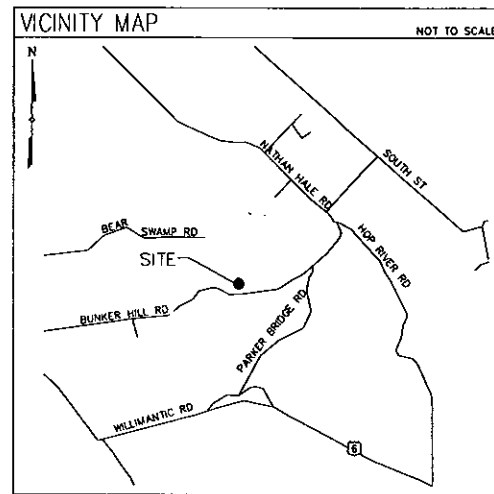 VICINITY MAP
NOT TO SCALE
N
NATHAN HALE RD
SOUTH ST
BEAR SWAMP RD
HOP RIVER RD
SITE
BUNKER HILL RD
PARKER BRIDGE RD
WILLIMANTIC RD
6